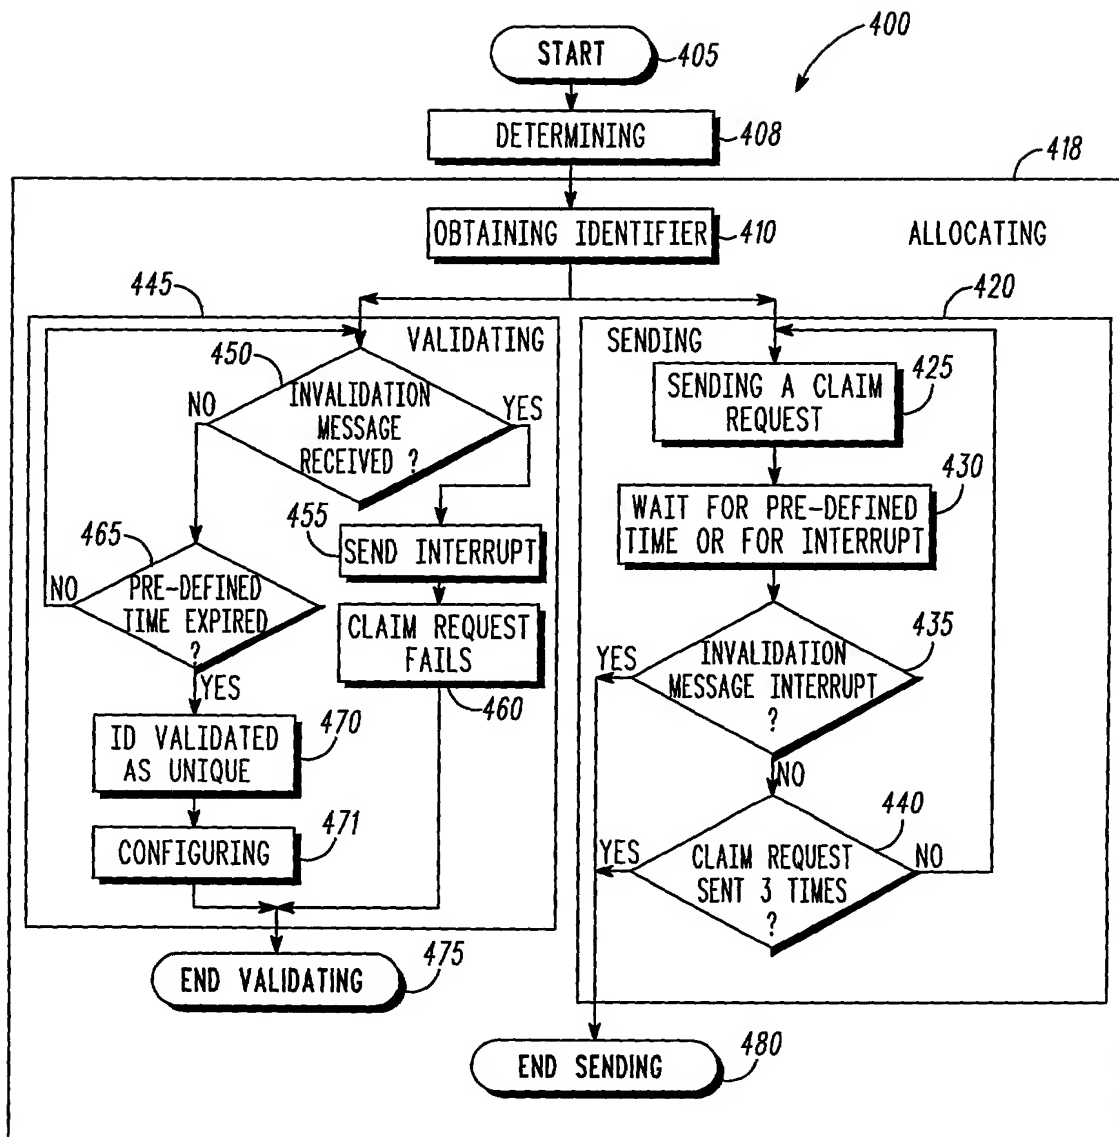 400
START
405
DETERMINING
408
418
OBTAINING IDENTIFIER
410
ALLOCATING
445
VALIDATING
450
INVALIDATION
MESSAGE
RECEIVED ?
NO
YES
455
SEND INTERRUPT
465
PRE-DEFINED
TIME EXPIRED
?
NO
YES
CLAIM REQUEST
FAILS
460
ID VALIDATED
AS UNIQUE
470
CONFIGURING
471
END VALIDATING
475
420
SENDING
SENDING A CLAIM
REQUEST
425
WAIT FOR PRE-DEFINED
TIME OR FOR INTERRUPT
430
INVALIDATION
MESSAGE INTERRUPT
?
435
YES
NO
CLAIM REQUEST
SENT 3 TIMES
?
440
YES
NO
END SENDING
480